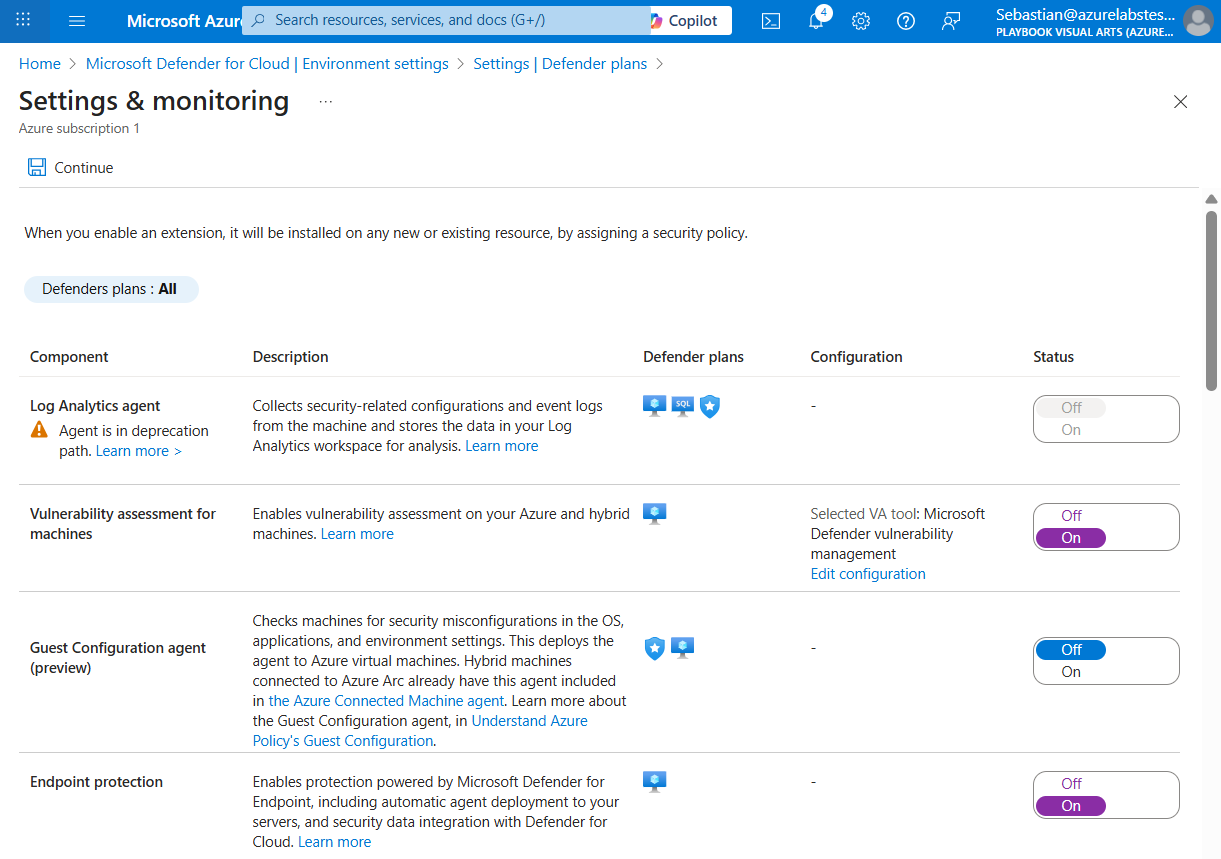 Microsoft Azu
Search resources, services, and docs (G+/)
Copilot
4
Sebastian@azurelabstes...
PLAYBOOK VISUAL ARTS (AZURE...
Home > Microsoft Defender for Cloud | Environment settings > Settings | Defender plans >
Settings & monitoring ...
Azure subscription 1
Continue
When you enable an extension, it will be installed on any new or existing resource, by assigning a security policy.
Defenders plans : All
Component Description Defender plans Configuration Status
Log Analytics agent
Agent is in deprecation
path. Learn more >
Collects security-related configurations and event logs
from the machine and stores the data in your Log
Analytics workspace for analysis. Learn more
SQL
-
Off
On
Vulnerability assessment for
machines
Enables vulnerability assessment on your Azure and hybrid
machines. Learn more
Selected VA tool: Microsoft
Defender vulnerability
management
Edit configuration
Off
On
Guest Configuration agent
(preview)
Checks machines for security misconfigurations in the OS,
applications, and environment settings. This deploys the
agent to Azure virtual machines. Hybrid machines
connected to Azure Arc already have this agent included
in the Azure Connected Machine agent. Learn more about
the Guest Configuration agent, in Understand Azure
Policy's Guest Configuration.
-
Off
On
Endpoint protection
Enables protection powered by Microsoft Defender for
Endpoint, including automatic agent deployment to your
servers, and security data integration with Defender for
Cloud. Learn more
-
Off
On